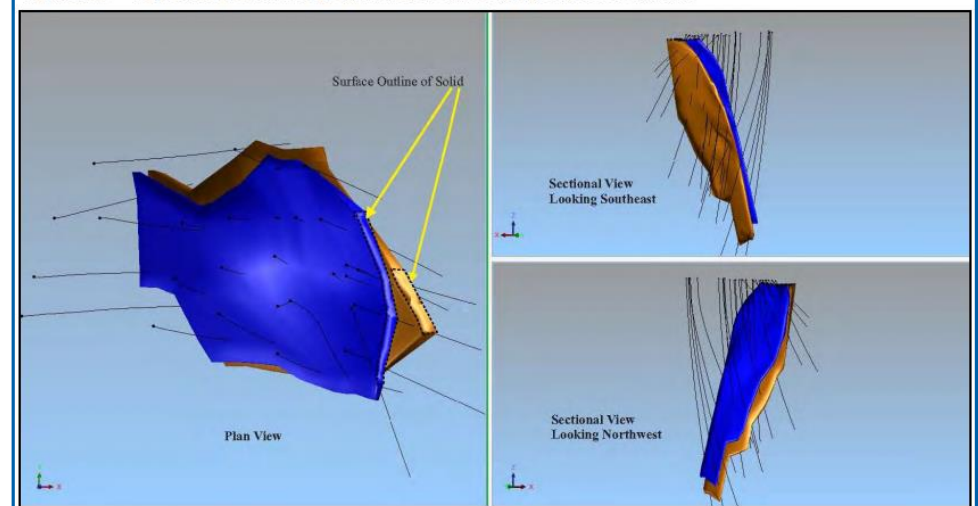 Surface Outline of Solid
Plan View
Sectional View
Looking Southeast
Sectional View
Looking Northwest